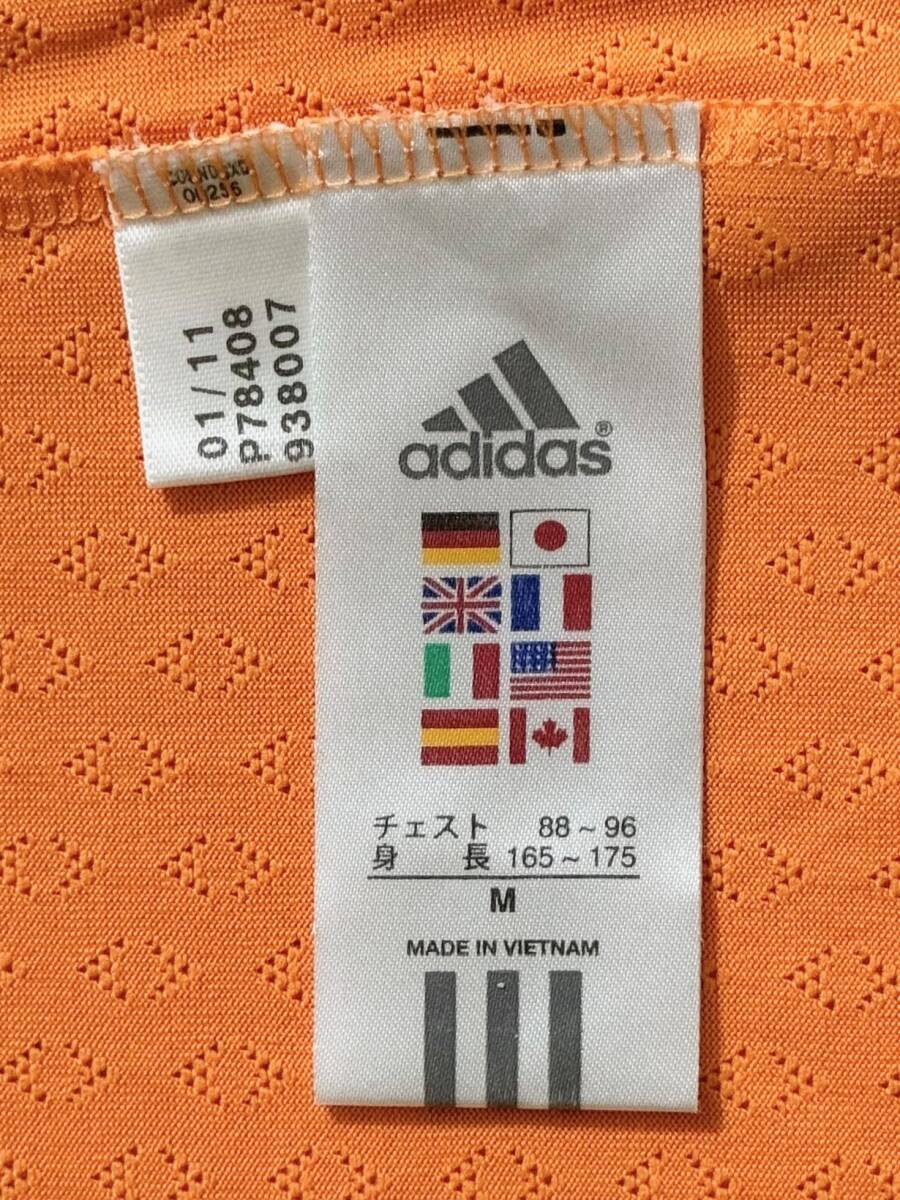 01/11
P78408
938007
adidas®
チェスト 88~96
身長 165~175
M
MADE IN VIETNAM